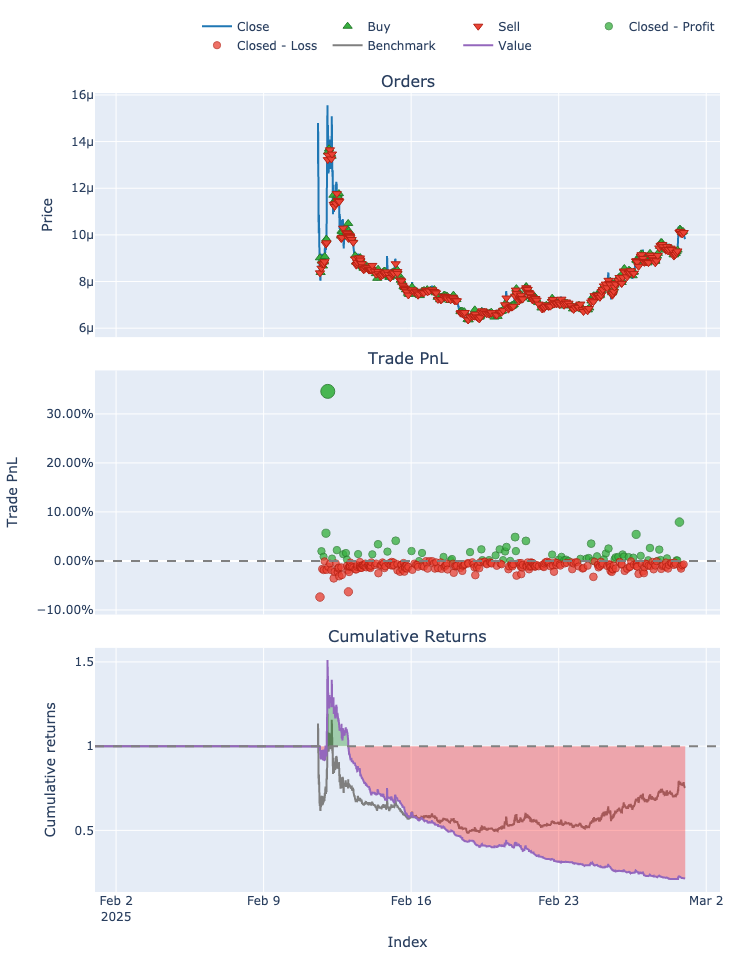 Close Buy Sell Closed - Profit
Closed - Loss Benchmark Value
Orders
16μ
14μ
12μ
10μ
8μ
6μ
Price
Trade PnL
30.00%
20.00%
10.00%
0.00%
−10.00%
Trade PnL
Cumulative Returns
1.5
1
0.5
Cumulative returns
Feb 2 Feb 9 Feb 16 Feb 23 Mar 2
2025
Index